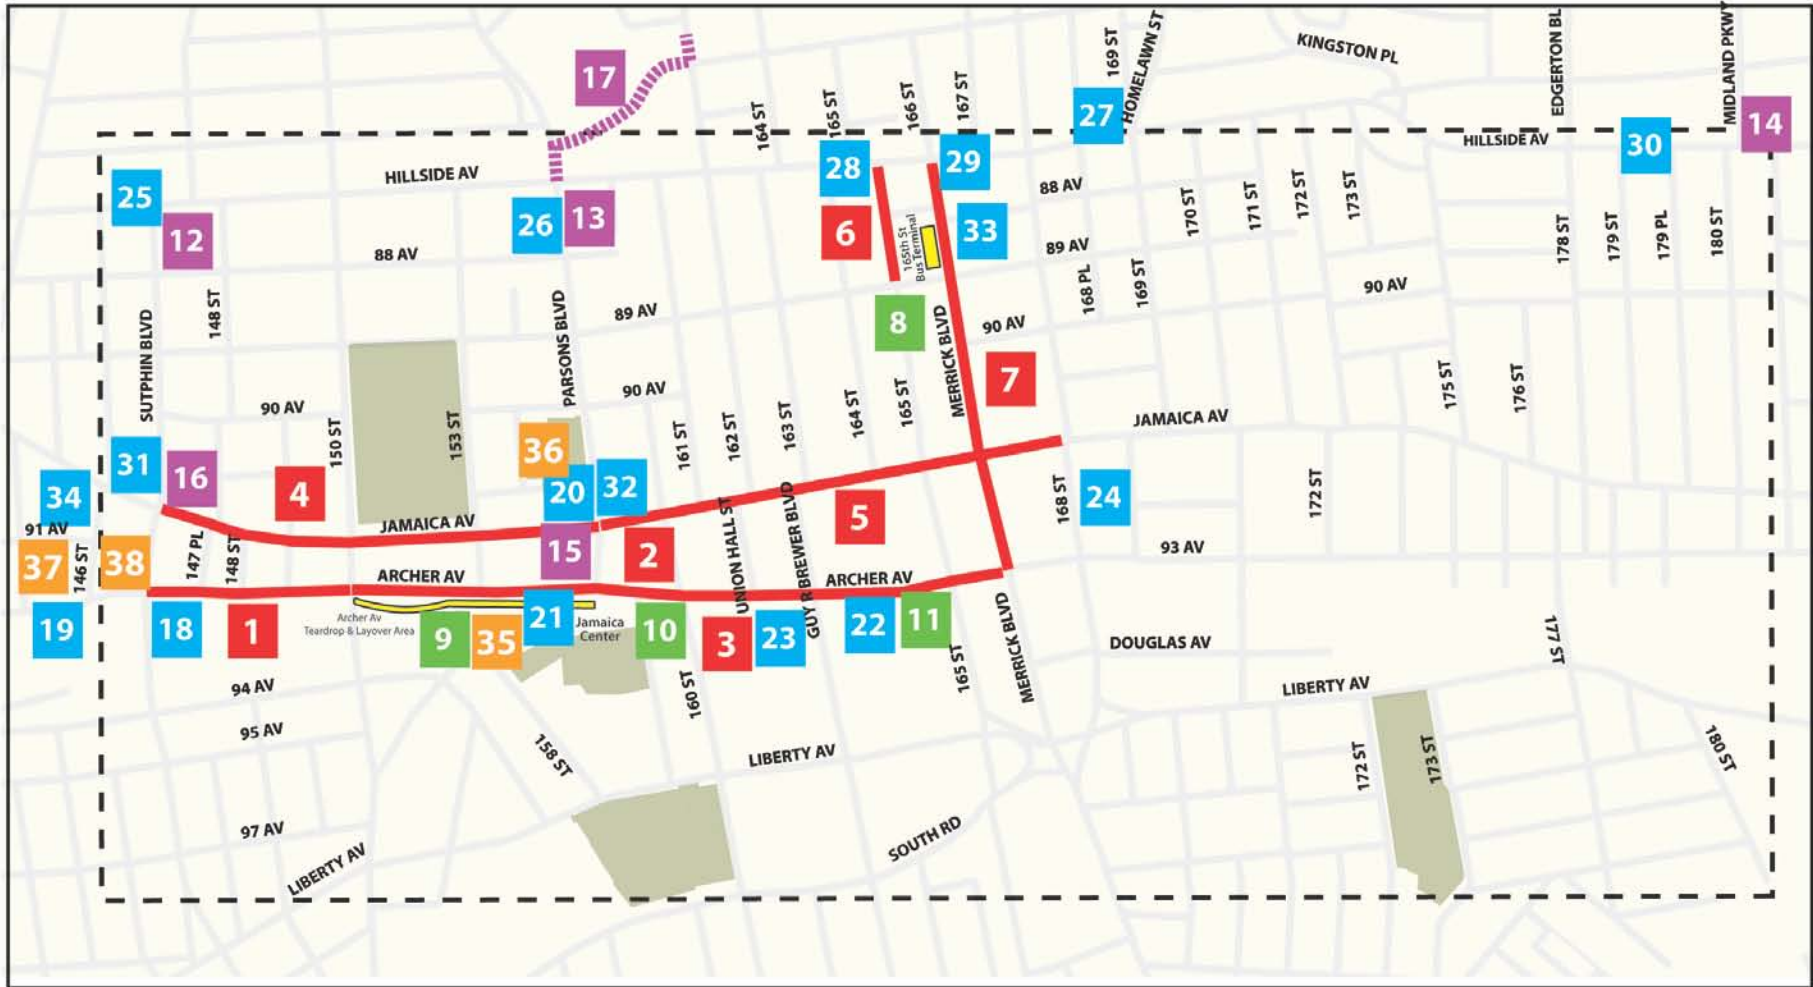 169 ST
HOMELAWN ST
KINGSTON PL
EDGERTON BL
MIDLAND PKWY
17
164 ST
165 ST
166 ST
167 ST
27
14
HILLSIDE AV
30
HILLSIDE AV
28
29
25
88 AV
170 ST
171 ST
172 ST
173 ST
12
26
13
6
165th St
Bus Terminal
33
178 ST
179 ST
179 PL
180 ST
88 AV
89 AV
168 PL
169 ST
90 AV
148 ST
SUTPHIN BLVD
PARSONS BLVD
89 AV
8
MERRICK BLVD
90 AV
7
175 ST
176 ST
90 AV
90 AV
150 ST
153 ST
161 ST
162 ST
163 ST
164 ST
165 ST
JAMAICA AV
36
31
16
4
20
32
34
168 ST
24
172 ST
91 AV
JAMAICA AV
5
37
146 ST
38
147 PL
148 ST
15
2
UNION HALL ST
GUY R BREWER BLVD
93 AV
ARCHER AV
ARCHER AV
19
18
1
Archer Av
Teardrop & Layover Area
9
35
21
Jamaica
Center
10
3
23
22
11
165 ST
MERRICK BLVD
DOUGLAS AV
177 ST
94 AV
160 ST
LIBERTY AV
95 AV
158 ST
LIBERTY AV
172 ST
173 ST
180 ST
97 AV
LIBERTY AV
SOUTH RD